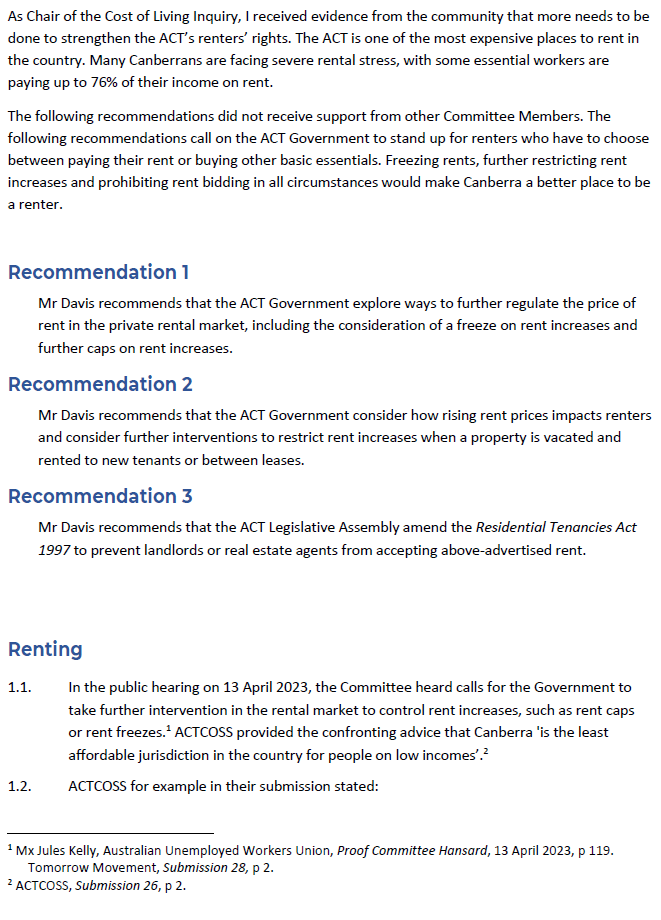 As Chair of the Cost of Living Inquiry, I received evidence from the community that more needs to be
done to strengthen the ACT’s renters’ rights. The ACT is one of the most expensive places to rent in
the country. Many Canberrans are facing severe rental stress, with some essential workers are
paying up to 76% of their income on rent.
The following recommendations did not receive support from other Committee Members. The
following recommendations call on the ACT Government to stand up for renters who have to choose
between paying their rent or buying other basic essentials. Freezing rents, further restricting rent
increases and prohibiting rent bidding in all circumstances would make Canberra a better place to be
a renter.
Recommendation 1
Mr Davis recommends that the ACT Government explore ways to further regulate the price of
rent in the private rental market, including the consideration of a freeze on rent increases and
further caps on rent increases.
Recommendation 2
Mr Davis recommends that the ACT Government consider how rising rent prices impacts renters
and consider further interventions to restrict rent increases when a property is vacated and
rented to new tenants or between leases.
Recommendation 3
Mr Davis recommends that the ACT Legislative Assembly amend the Residential Tenancies Act
1997 to prevent landlords or real estate agents from accepting above-advertised rent.
Renting
1.1. In the public hearing on 13 April 2023, the Committee heard calls for the Government to
take further intervention in the rental market to control rent increases, such as rent caps
or rent freezes.¹ ACTCOSS provided the confronting advice that Canberra 'is the least
affordable jurisdiction in the country for people on low incomes’.²
1.2. ACTCOSS for example in their submission stated:
¹ Mx Jules Kelly, Australian Unemployed Workers Union, Proof Committee Hansard, 13 April 2023, p 119.
Tomorrow Movement, Submission 28, p 2.
² ACTCOSS, Submission 26, p 2.